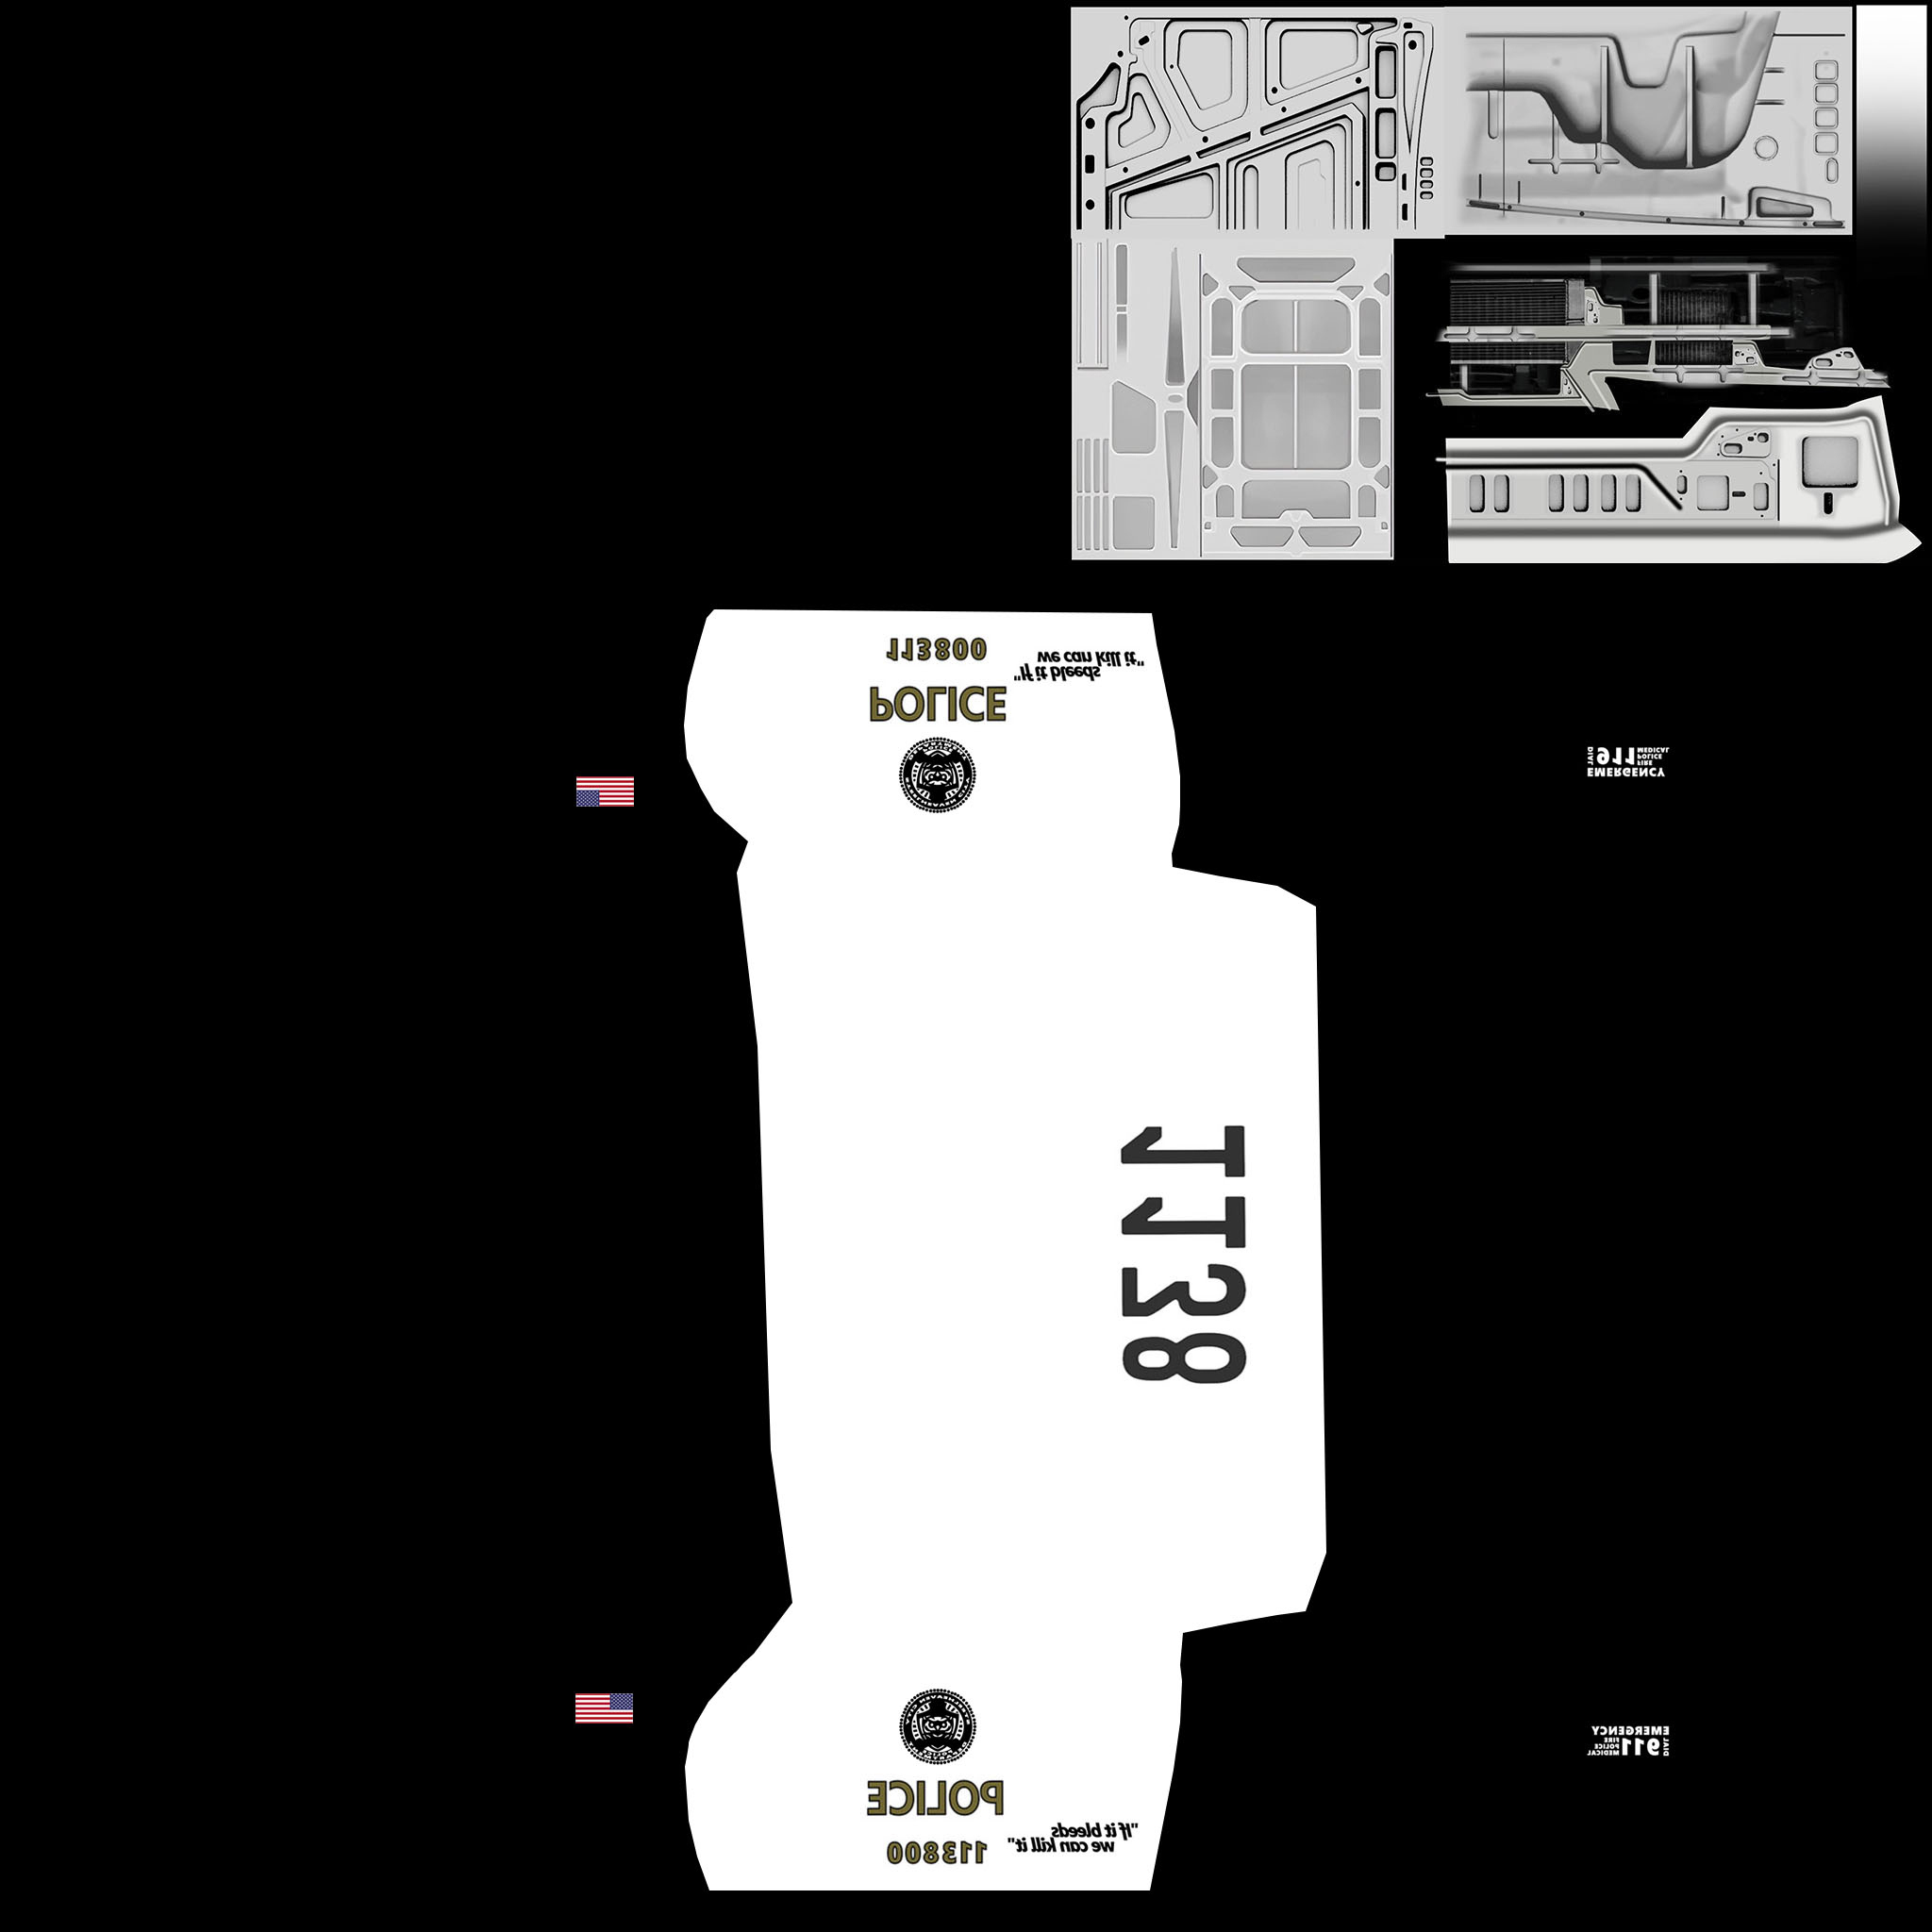 113800
"If it bleeds
we can kill it"
POLICE
DIAL
911
MEDICAL
POLICE
FIRE
EMERGENCY
1138
EMERGENCY
DIAL
911
FIRE
POLICE
MEDICAL
POLICE
"If it bleeds
we can kill it"
113800